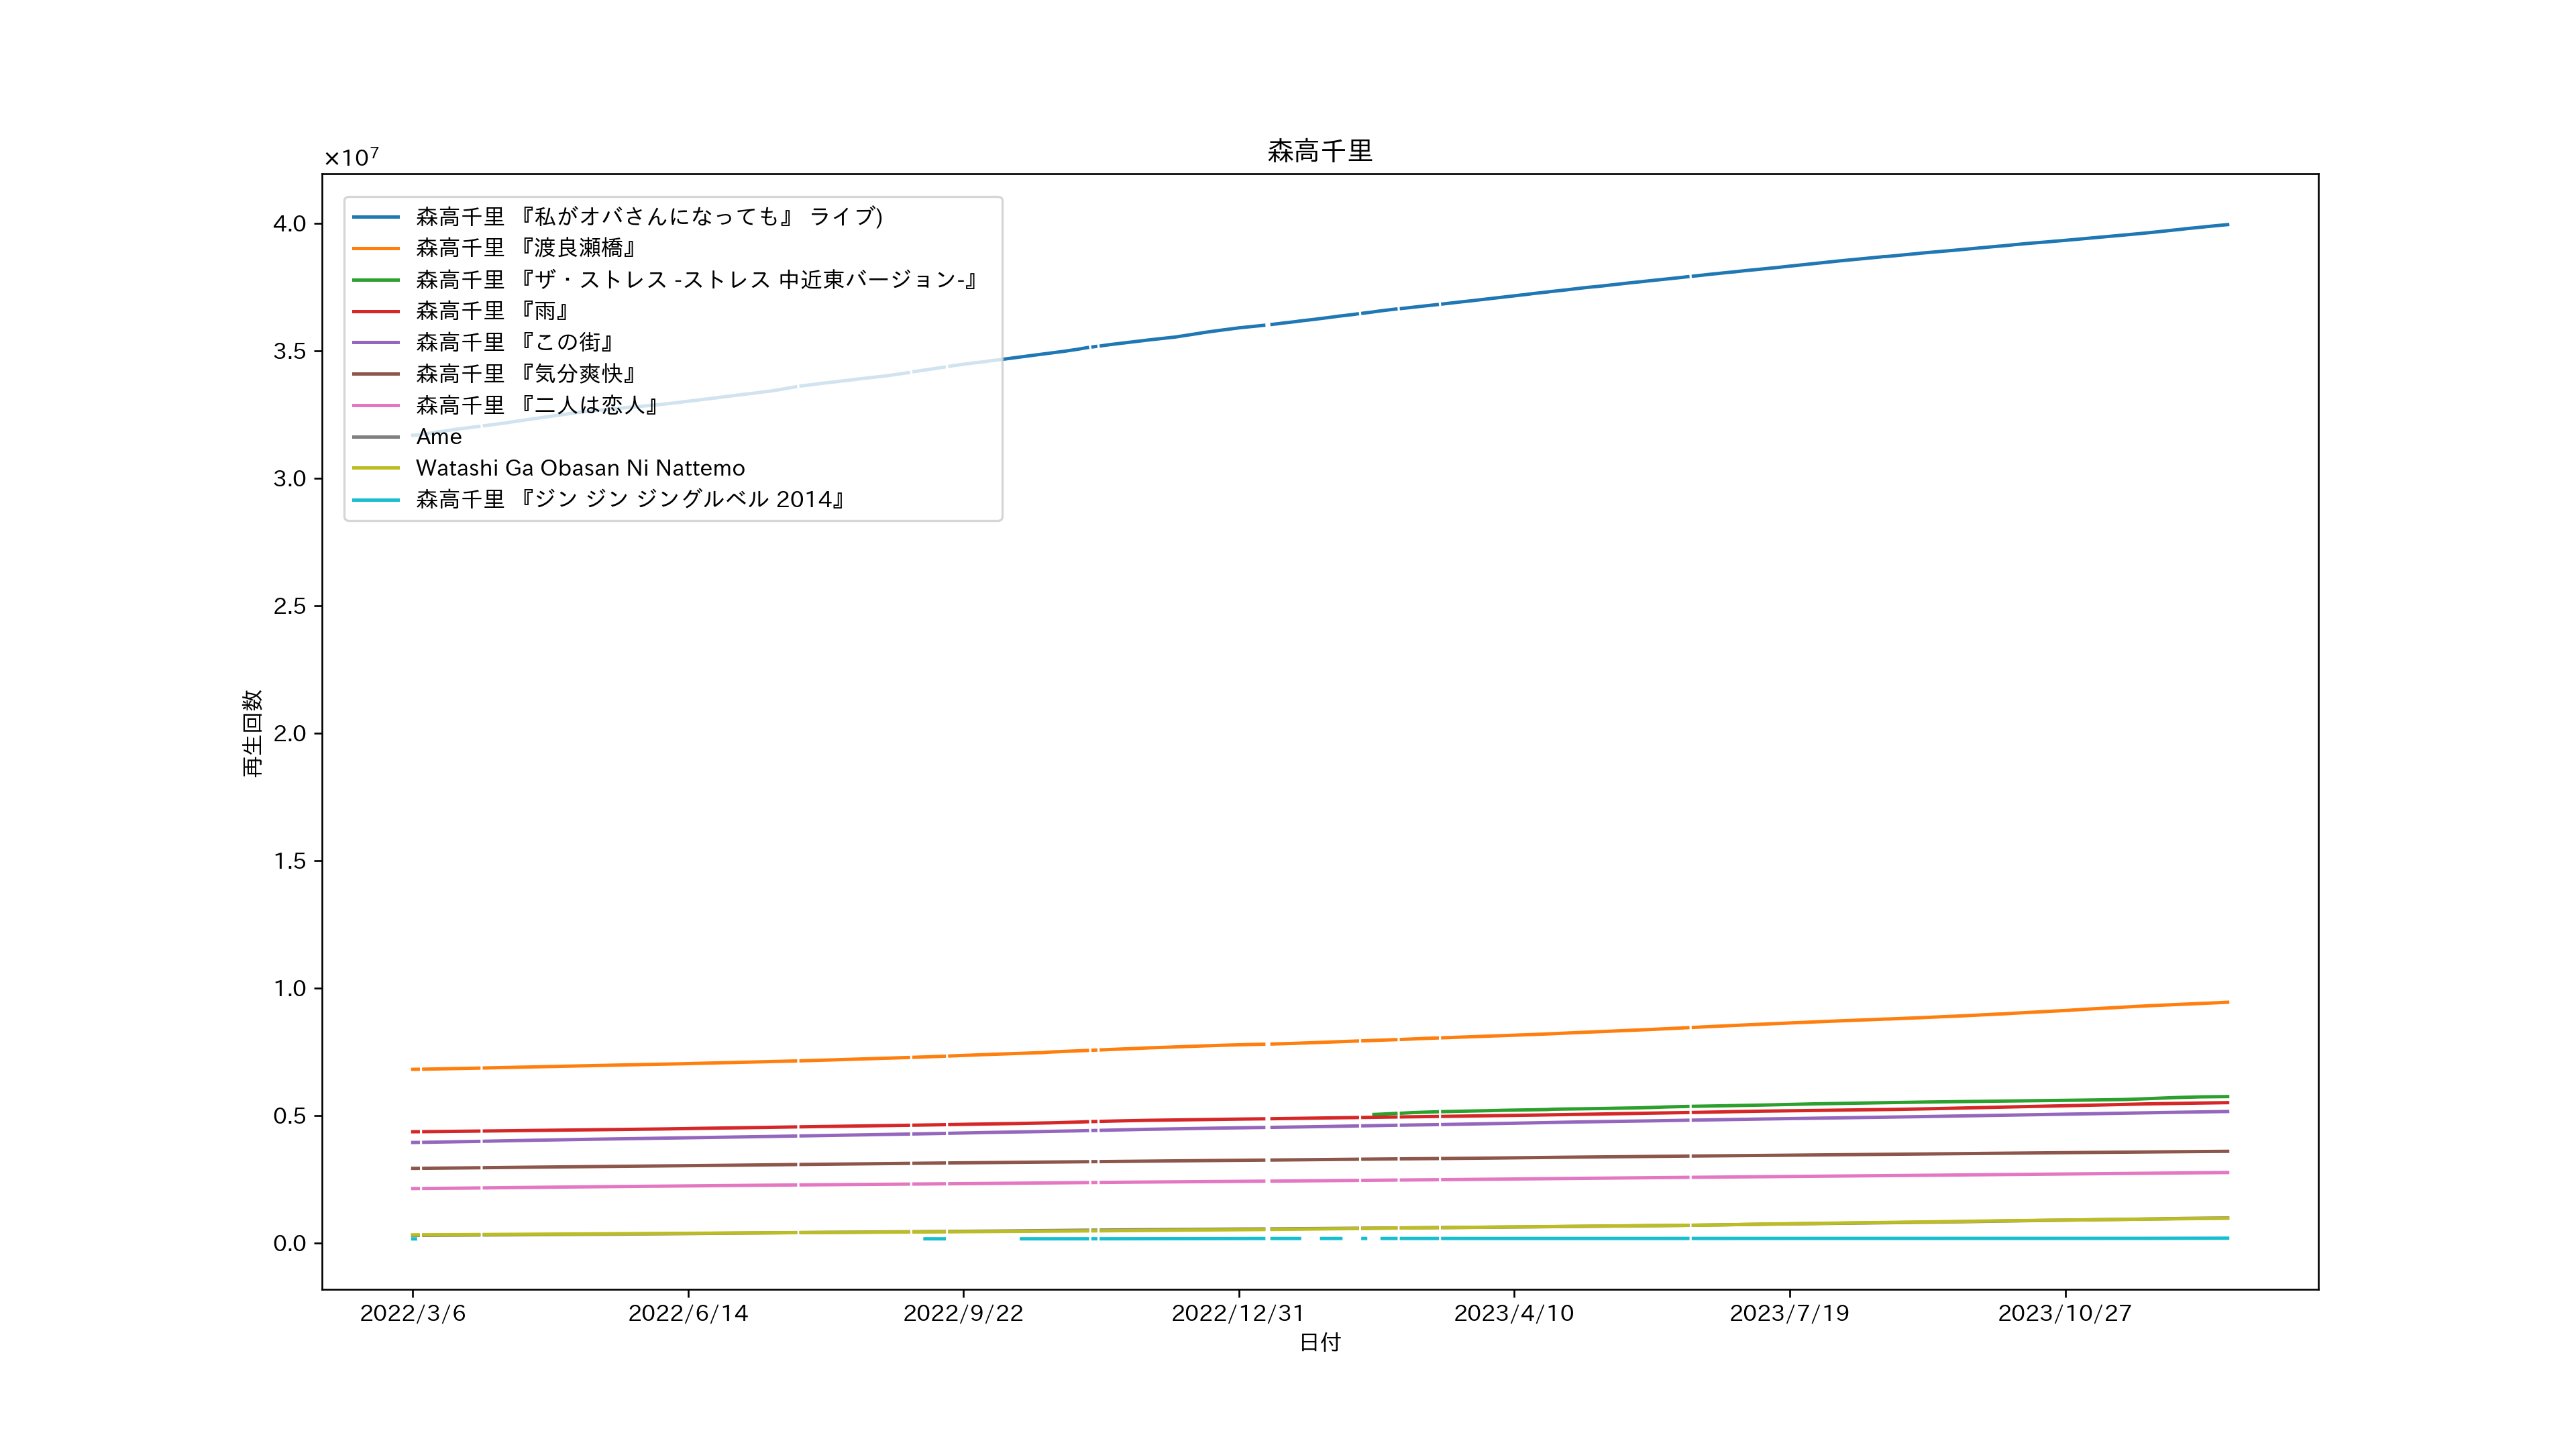 森高千里
×10⁷
4.0
3.5
3.0
2.5
2.0
1.5
1.0
0.5
0.0
再生回数
森高千里 『私がオバさんになっても』 ライブ)
森高千里 『渡良瀬橋』
森高千里 『ザ・ストレス -ストレス 中近東バージョン-』
森高千里 『雨』
森高千里 『この街』
森高千里 『気分爽快』
森高千里 『二人は恋人』
Ame
Watashi Ga Obasan Ni Nattemo
森高千里 『ジン ジン ジングルベル 2014』
2022/3/6 2022/6/14 2022/9/22 2022/12/31 2023/4/10 2023/7/19 2023/10/27
日付